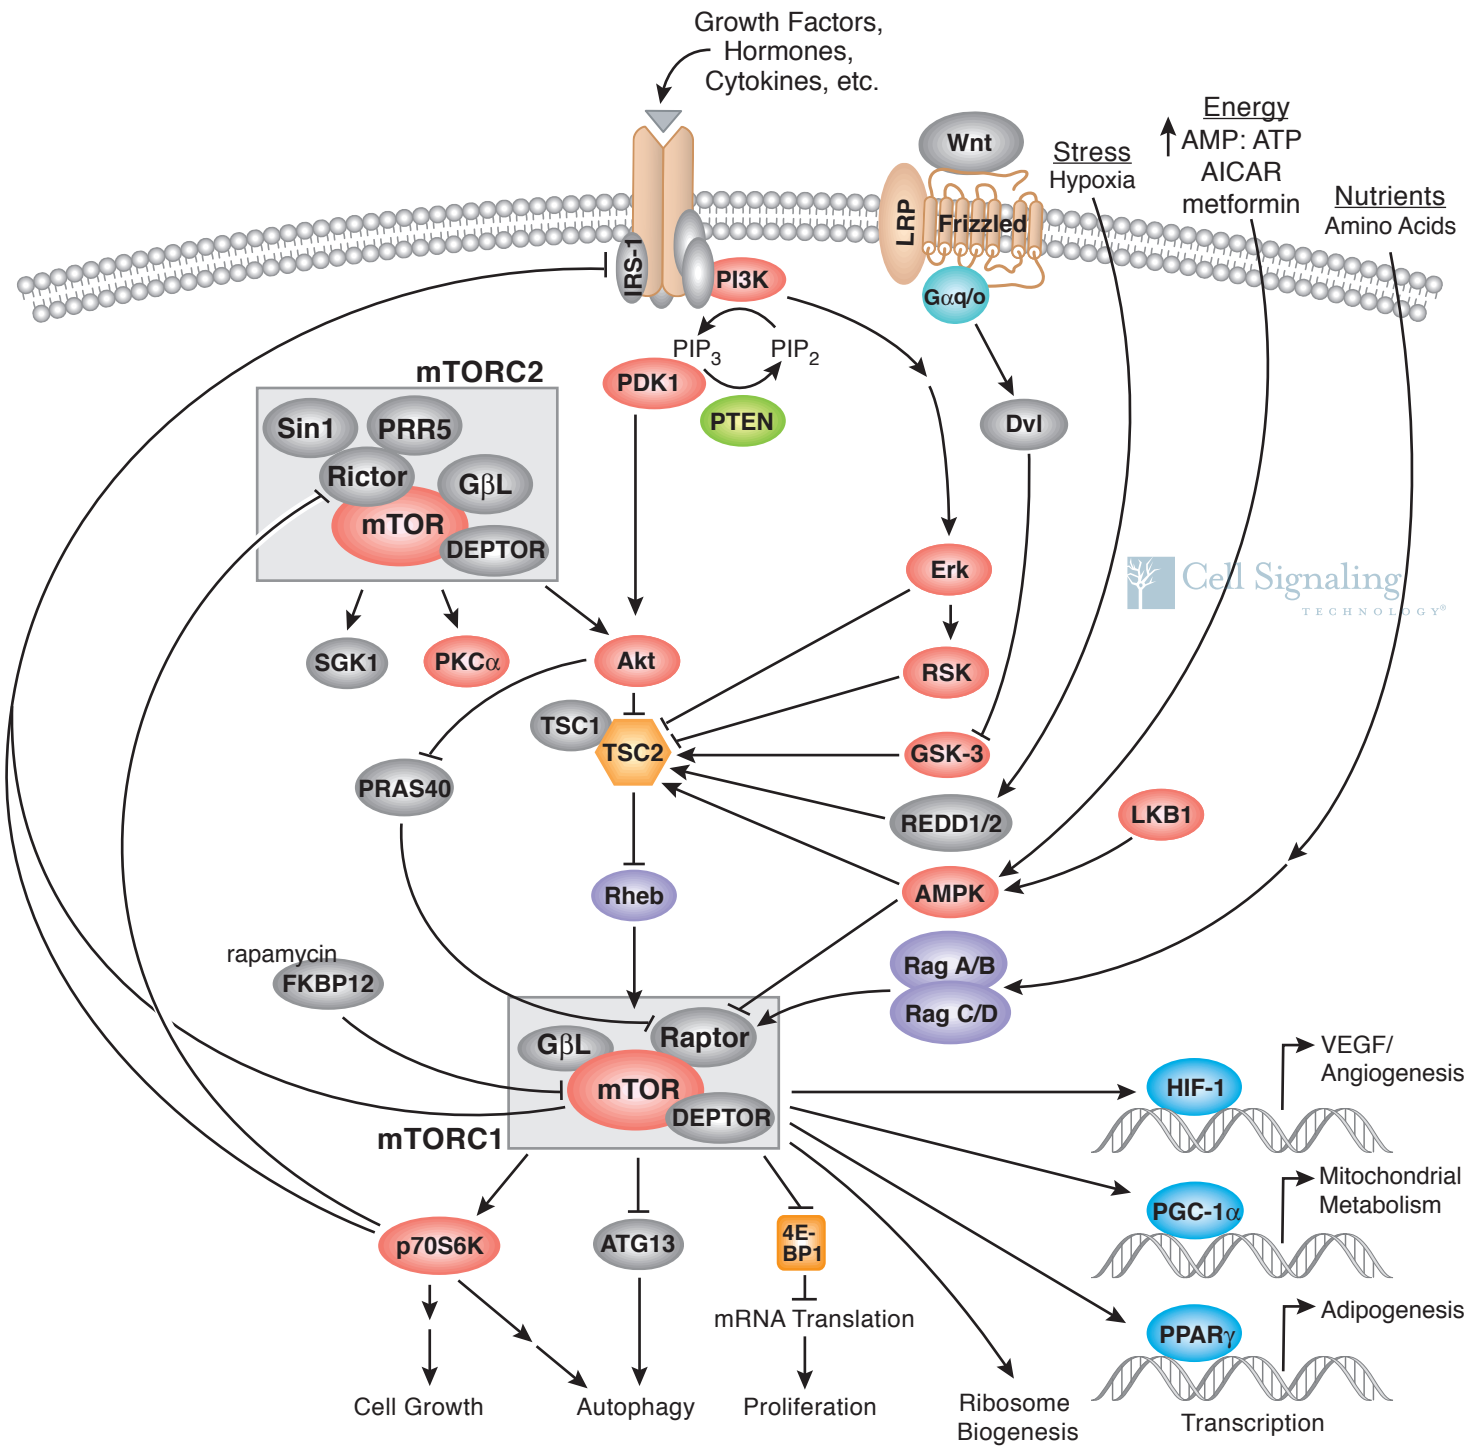 Growth Factors,
Hormones,
Cytokines, etc.
Wnt
LRP
Frizzled
Gαq/o
Stress
Hypoxia
Energy
AMP: ATP
AICAR
metformin
Nutrients
Amino Acids
IRS-1
PI3K
PIP3
PIP2
PDK1
PTEN
Dvl
mTORC2
Sin1
PRR5
Rictor
GβL
mTOR
DEPTOR
Erk
Cell Signaling
TECHNOLOGY®
SGK1
PKCα
Akt
RSK
TSC1
TSC2
GSK-3
PRAS40
REDD1/2
LKB1
Rheb
AMPK
rapamycin
FKBP12
Rag A/B
Rag C/D
GβL
Raptor
mTOR
DEPTOR
mTORC1
HIF-1
VEGF/
Angiogenesis
PGC-1α
Mitochondrial
Metabolism
p70S6K
ATG13
4E-
BP1
mRNA Translation
PPARγ
Adipogenesis
Cell Growth
Autophagy
Proliferation
Ribosome
Biogenesis
Transcription